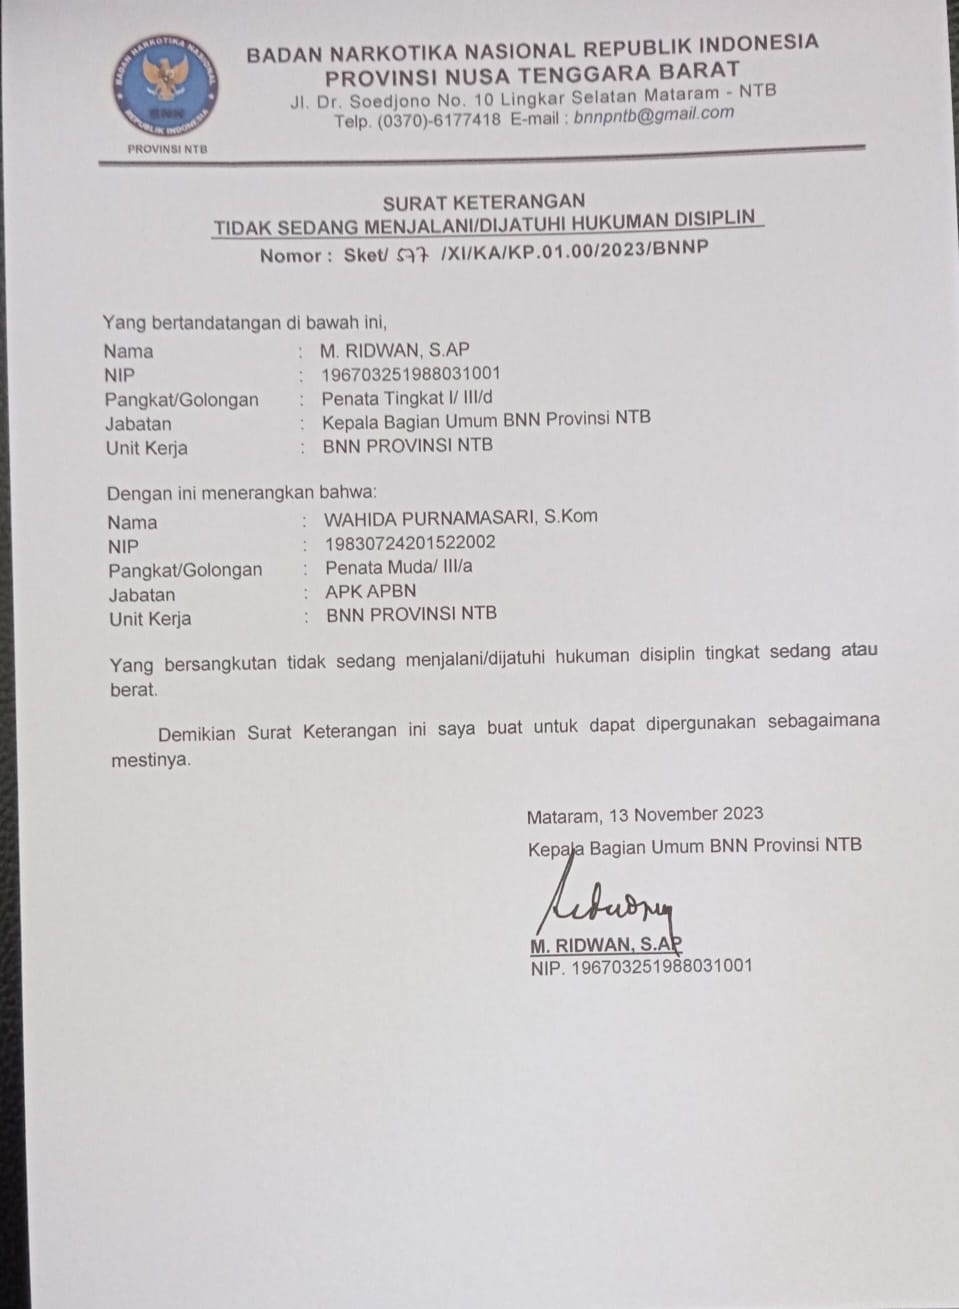 BADAN NARKOTIKA NASIONAL
BNN
REPUBLIK INDONESIA
PROVINSI NTB
BADAN NARKOTIKA NASIONAL REPUBLIK INDONESIA
PROVINSI NUSA TENGGARA BARAT
Jl. Dr. Soedjono No. 10 Lingkar Selatan Mataram - NTB
Telp. (0370)-6177418 E-mail : bnnpntb@gmail.com
SURAT KETERANGAN
TIDAK SEDANG MENJALANI/DIJATUHI HUKUMAN DISIPLIN
Nomor : Sket/ 577 /XI/KA/KP.01.00/2023/BNNP
Yang bertandatangan di bawah ini,
Nama : M. RIDWAN, S.AP
NIP : 196703251988031001
Pangkat/Golongan : Penata Tingkat I/ III/d
Jabatan : Kepala Bagian Umum BNN Provinsi NTB
Unit Kerja : BNN PROVINSI NTB
Dengan ini menerangkan bahwa:
Nama : WAHIDA PURNAMASARI, S.Kom
NIP : 19830724201522002
Pangkat/Golongan : Penata Muda/ III/a
Jabatan : APK APBN
Unit Kerja : BNN PROVINSI NTB
Yang bersangkutan tidak sedang menjalani/dijatuhi hukuman disiplin tingkat sedang atau
berat.
Demikian Surat Keterangan ini saya buat untuk dapat dipergunakan sebagaimana
mestinya.
Mataram, 13 November 2023
Kepala Bagian Umum BNN Provinsi NTB
M. RIDWAN, S.AP
NIP. 196703251988031001